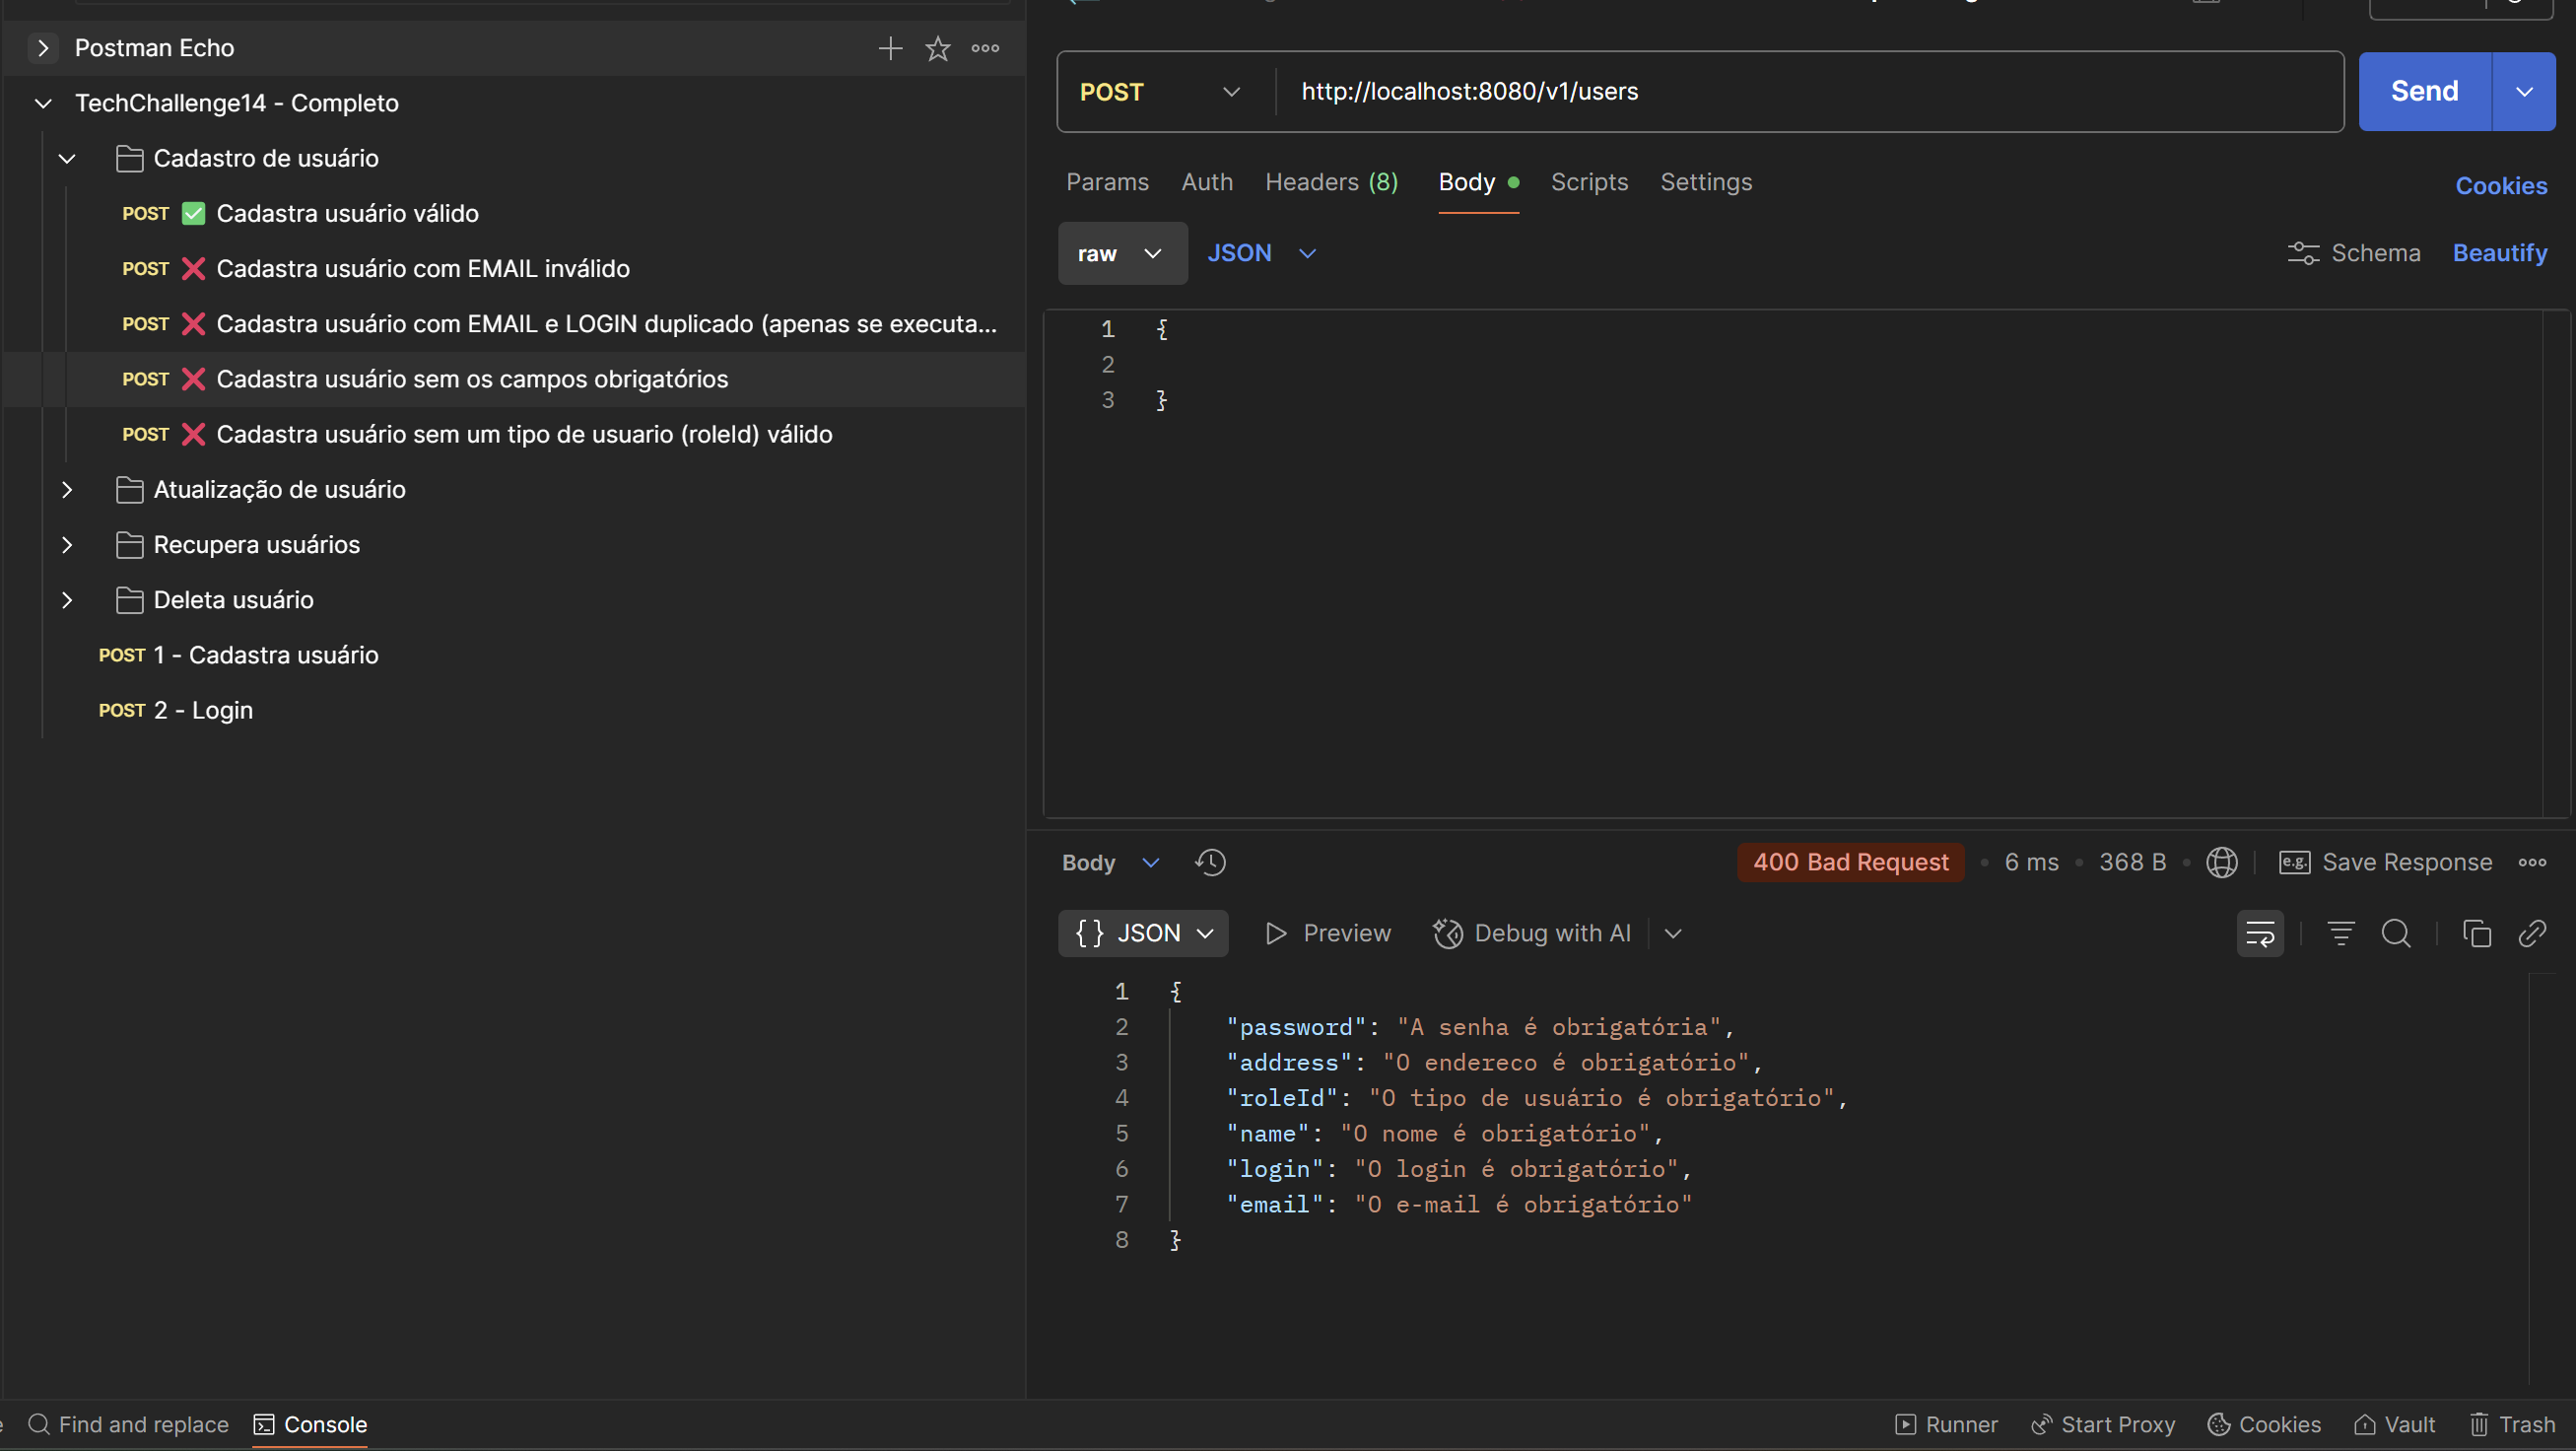 Postman Echo
TechChallenge14 - Completo
Cadastro de usuário
POST ✅ Cadastra usuário válido
POST ❌ Cadastra usuário com EMAIL inválido
POST ❌ Cadastra usuário com EMAIL e LOGIN duplicado (apenas se executa...
POST ❌ Cadastra usuário sem os campos obrigatórios
POST ❌ Cadastra usuário sem um tipo de usuario (roleId) válido
Atualização de usuário
Recupera usuários
Deleta usuário
POST 1 - Cadastra usuário
POST 2 - Login
POST http://localhost:8080/v1/users Send
Params Auth Headers (8) Body Scripts Settings Cookies
raw JSON Schema Beautify
1 {
2
3 }
Body 400 Bad Request • 6 ms • 368 B • e.g. Save Response
{} JSON Preview Debug with AI
1 {
2 "password": "A senha é obrigatória",
3 "address": "O endereco é obrigatório",
4 "roleId": "O tipo de usuário é obrigatório",
5 "name": "O nome é obrigatório",
6 "login": "O login é obrigatório",
7 "email": "O e-mail é obrigatório"
8 }
Find and replace Console Runner Start Proxy Cookies Vault Trash